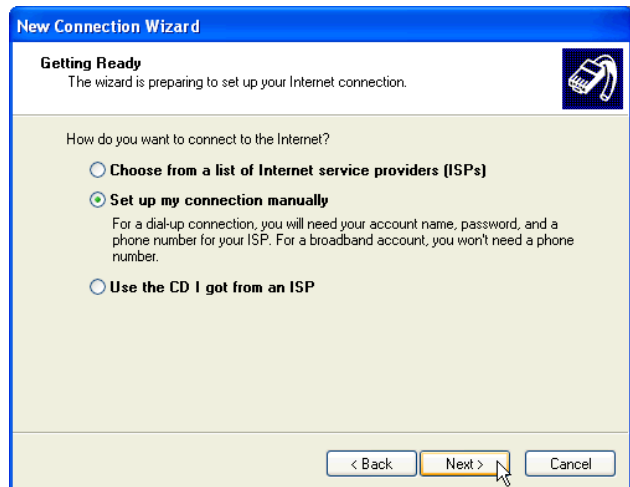 New Connection Wizard
Getting Ready
The wizard is preparing to set up your Internet connection.
How do you want to connect to the Internet?
Choose from a list of Internet service providers (ISPs)
Set up my connection manually
For a dial-up connection, you will need your account name, password, and a
phone number for your ISP. For a broadband account, you won't need a phone
number.
Use the CD I got from an ISP
< Back Next > Cancel